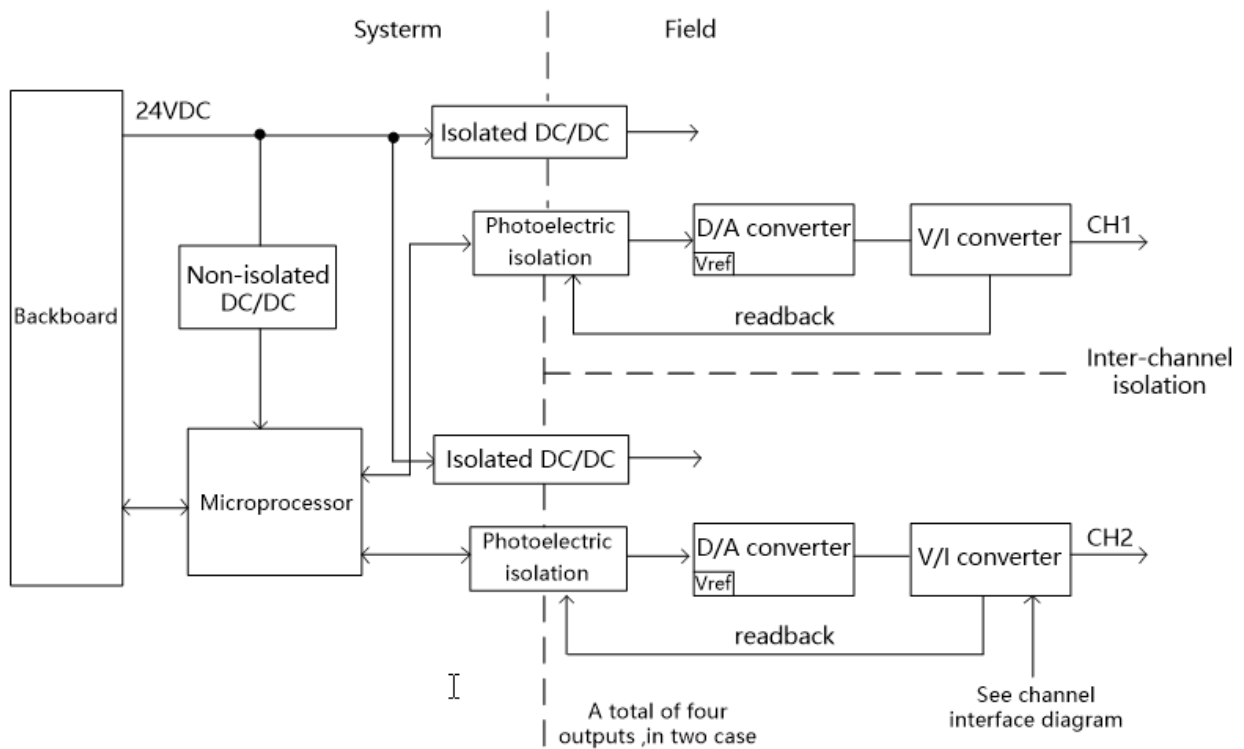 Systerm
Field
24VDC
Isolated DC/DC
Photoelectric
isolation
D/A converter
Vref
V/I converter
CH1
Non-isolated
DC/DC
Backboard
readback
Inter-channel
isolation
Isolated DC/DC
Microprocessor
Photoelectric
isolation
D/A converter
Vref
V/I converter
CH2
readback
See channel
interface diagram
A total of four
outputs ,in two case